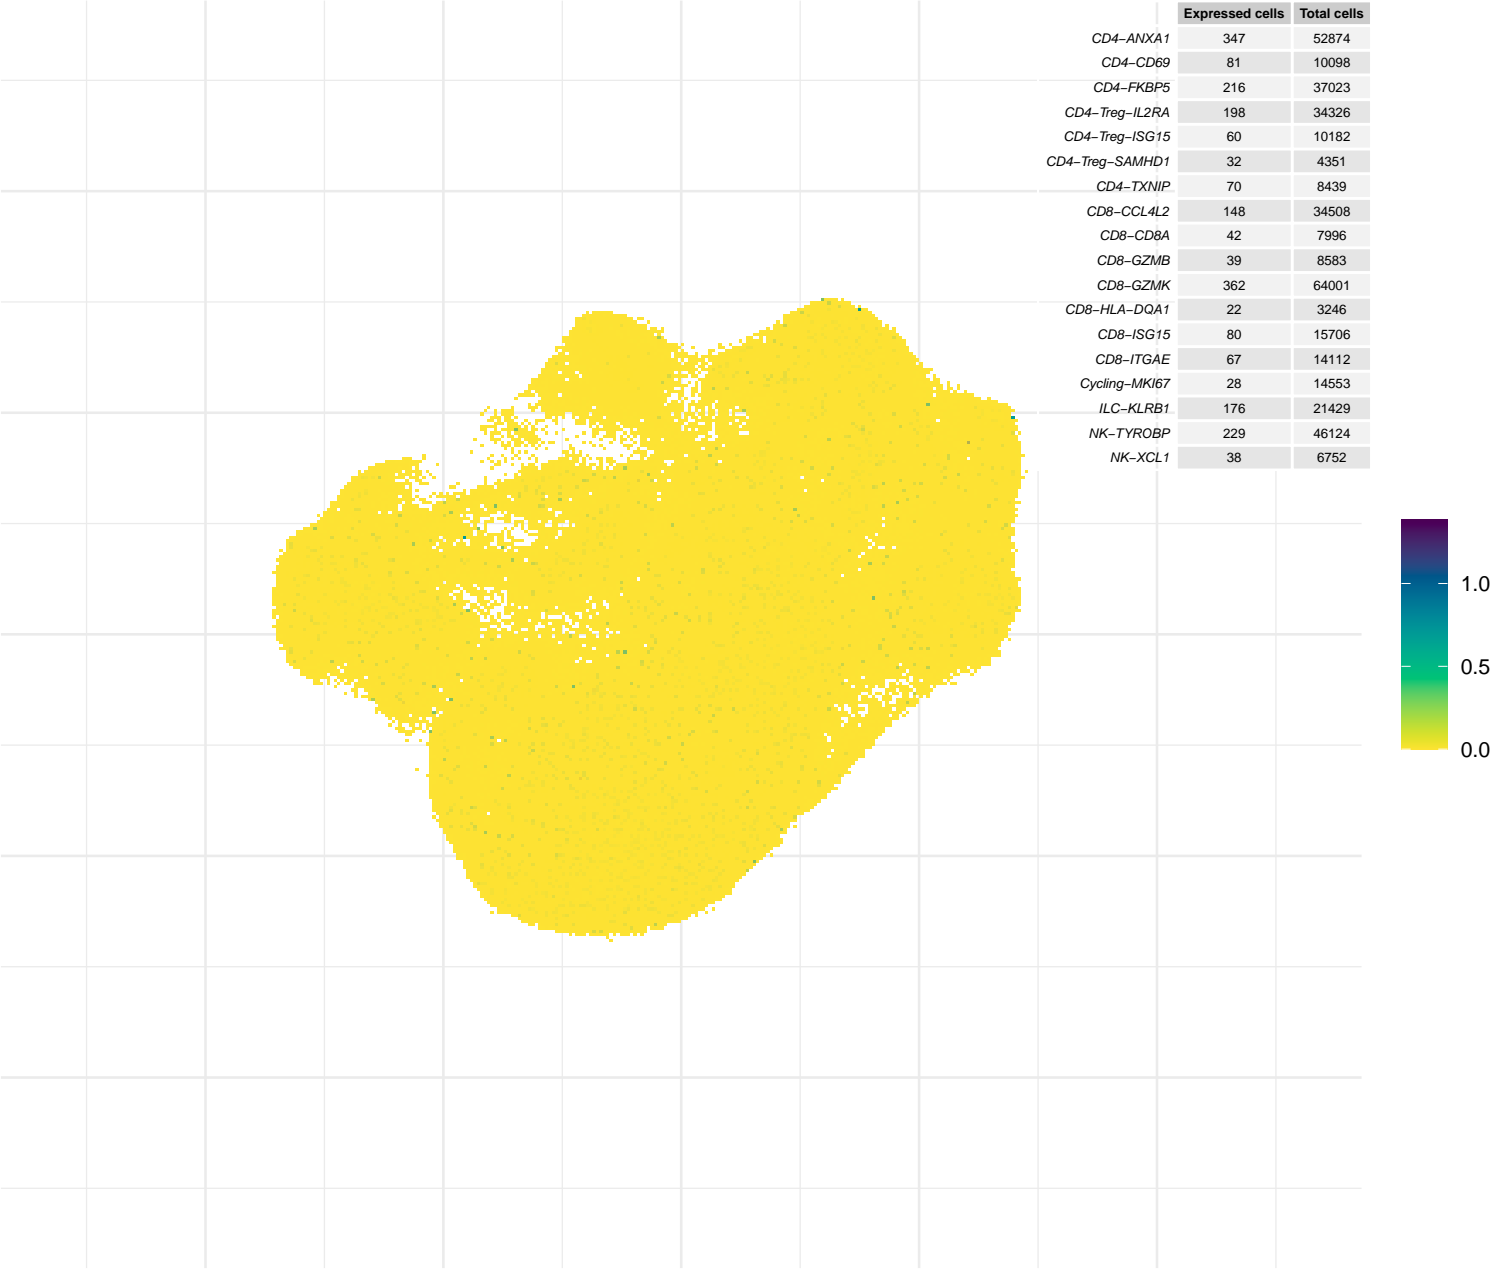 Expressed cells Total cells
CD4−ANXA1 347 52874
CD4−CD69 81 10098
CD4−FKBP5 216 37023
CD4−Treg−IL2RA 198 34326
CD4−Treg−ISG15 60 10182
CD4−Treg−SAMHD1 32 4351
CD4−TXNIP 70 8439
CD8−CCL4L2 148 34508
CD8−CD8A 42 7996
CD8−GZMB 39 8583
CD8−GZMK 362 64001
CD8−HLA−DQA1 22 3246
CD8−ISG15 80 15706
CD8−ITGAE 67 14112
Cycling−MKI67 28 14553
ILC−KLRB1 176 21429
NK−TYROBP 229 46124
NK−XCL1 38 6752
1.0
0.5
0.0